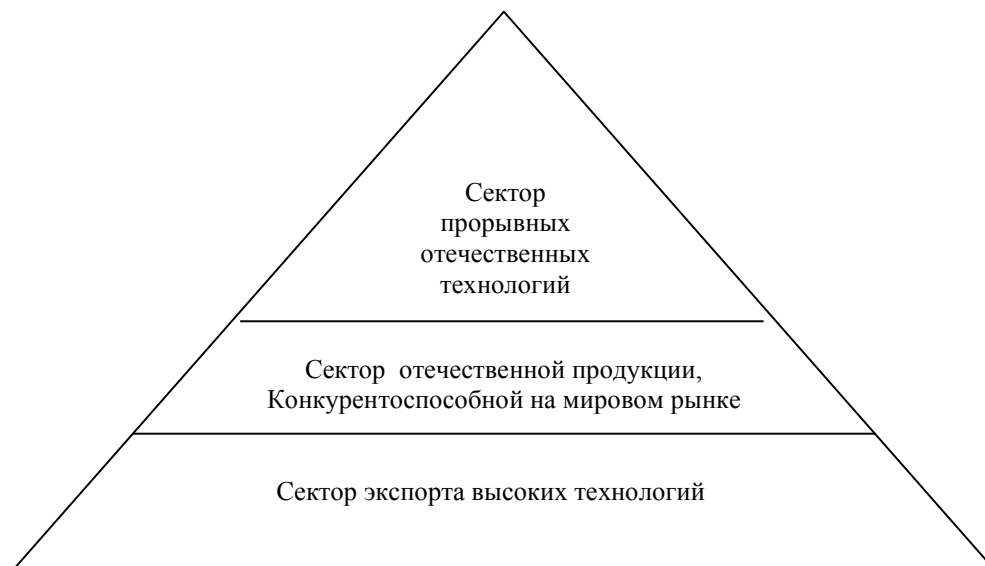 Сектор
прорывных
отечественных
технологий
Сектор отечественной продукции,
Конкурентоспособной на мировом рынке
Сектор экспорта высоких технологий